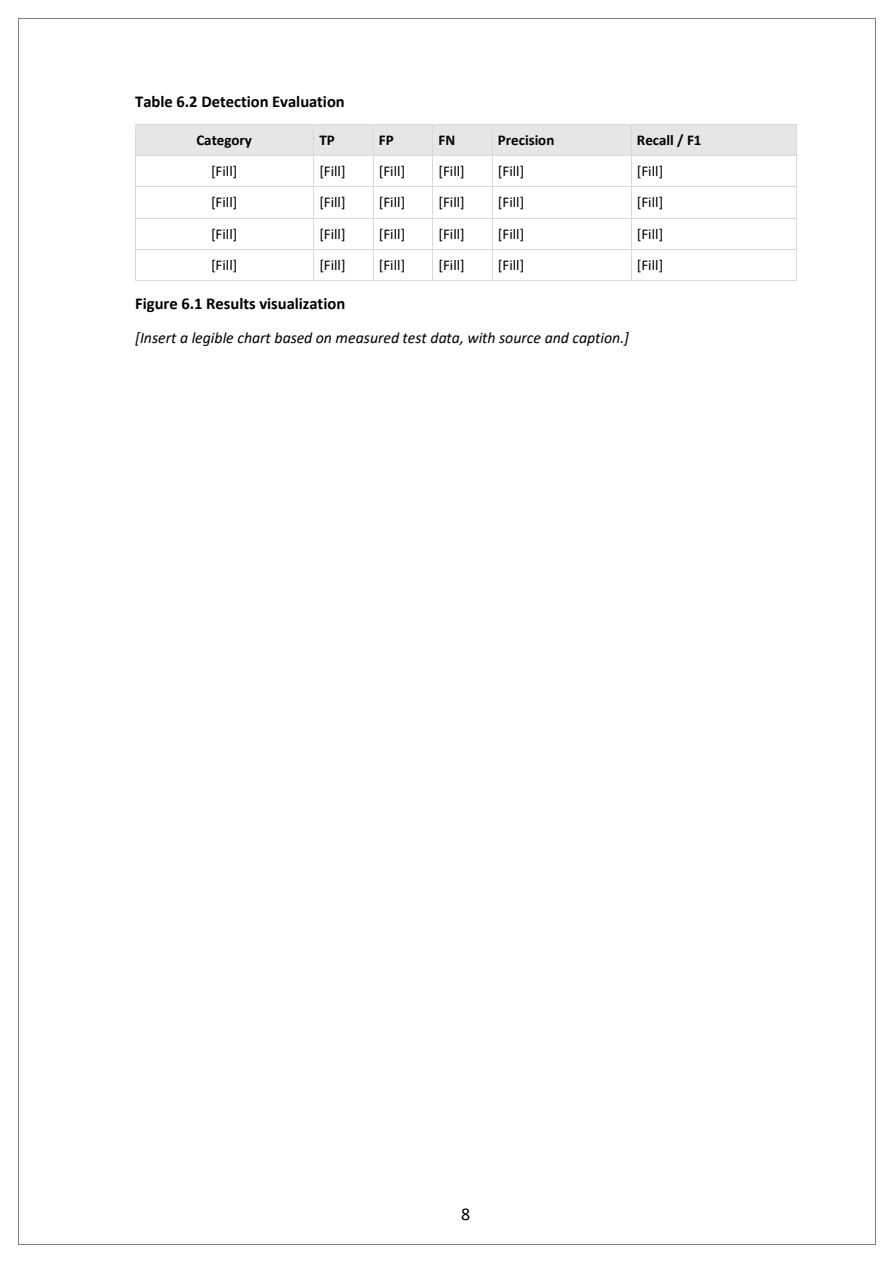 Table 6.2 Detection Evaluation
Category TP FP FN Precision Recall / F1
[Fill] [Fill] [Fill] [Fill] [Fill] [Fill]
[Fill] [Fill] [Fill] [Fill] [Fill] [Fill]
[Fill] [Fill] [Fill] [Fill] [Fill] [Fill]
[Fill] [Fill] [Fill] [Fill] [Fill] [Fill]
Figure 6.1 Results visualization
[Insert a legible chart based on measured test data, with source and caption.]
8